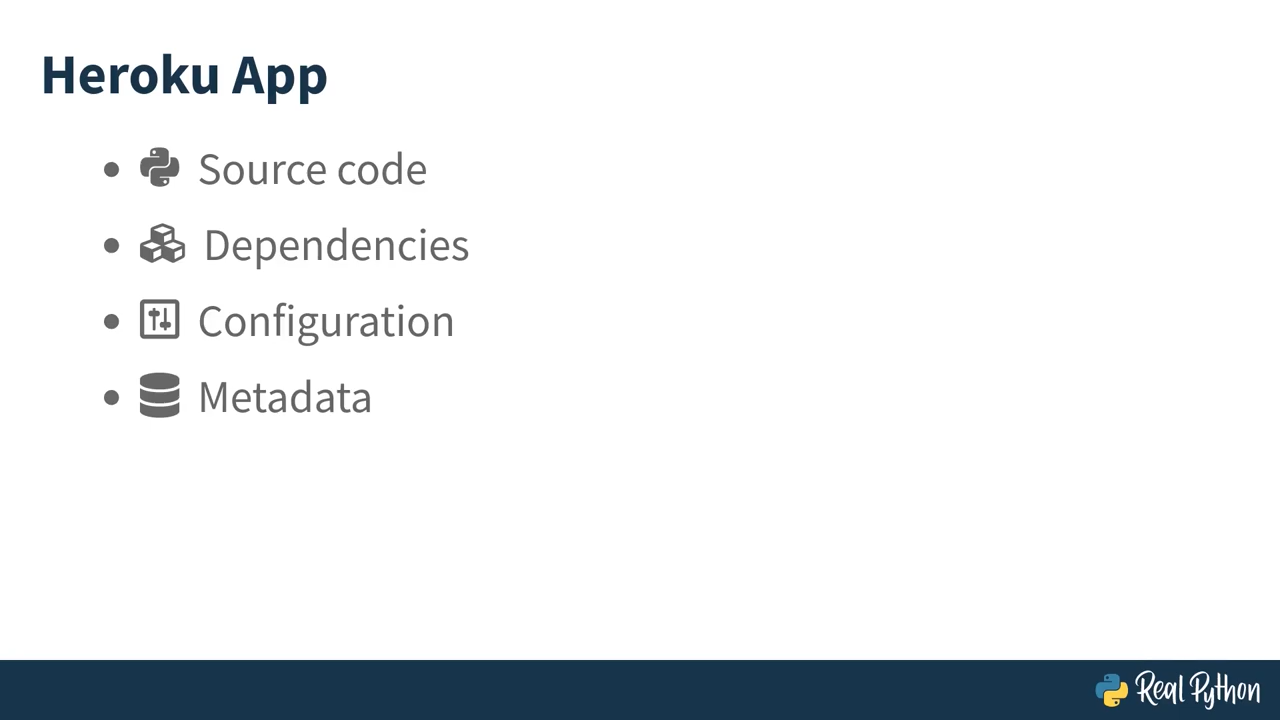 Heroku App
• Source code
• Dependencies
• Configuration
• Metadata
Real Python